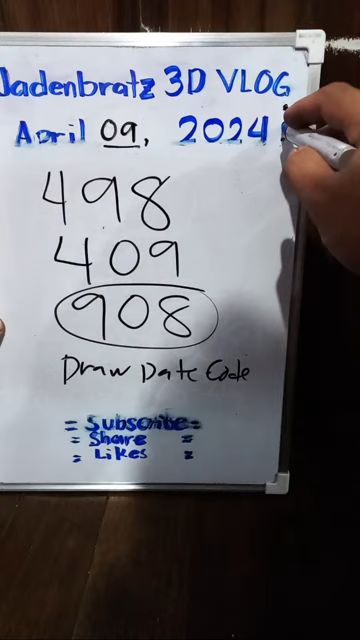 Jadenbratz 3D VLOG
April 09, 2024
498
409
908
Draw Date Code
= Subscribe =
= Share =
= Likes =